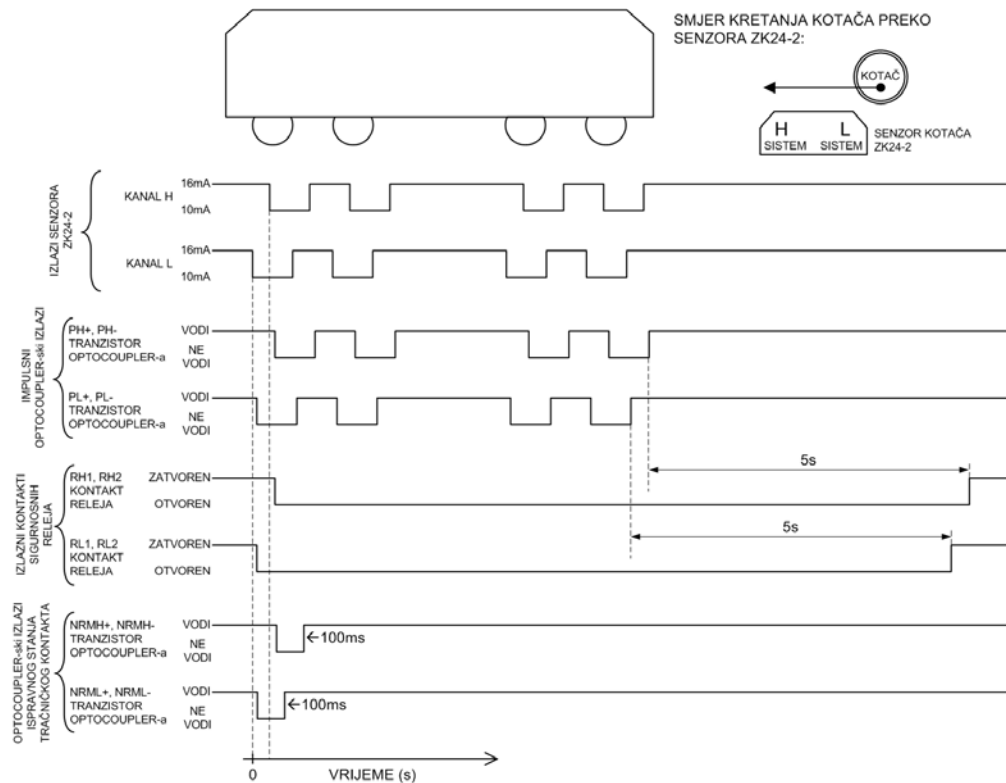 SMJER KRETANJA KOTAČA PREKO
SENZORA ZK24-2:
KOTAČ
H L
SISTEM SISTEM
SENZOR KOTAČA
ZK24-2
IZLAZI SENZORA
ZK24-2
KANAL H
16mA
10mA
KANAL L
16mA
10mA
IMPULSNI
OPTOCOUPLER-ski IZLAZI
PH+, PH-
TRANZISTOR
OPTOCOUPLER-a
VODI
NE
VODI
PL+, PL-
TRANZISTOR
OPTOCOUPLER-a
VODI
NE
VODI
5s
IZLAZNI KONTAKTI
SIGURNOSNIH
RELEJA
RH1, RH2
KONTAKT
RELEJA
ZATVOREN
OTVOREN
5s
RL1, RL2
KONTAKT
RELEJA
ZATVOREN
OTVOREN
OPTOCOUPLER-ski IZLAZI
ISPRAVNOG STANJA
TRAČNIČKOG KONTAKTA
NRMH+, NRMH-
TRANZISTOR
OPTOCOUPLER-a
VODI
NE
VODI
100ms
NRML+, NRML-
TRANZISTOR
OPTOCOUPLER-a
VODI
NE
VODI
100ms
0
VRIJEME (s)